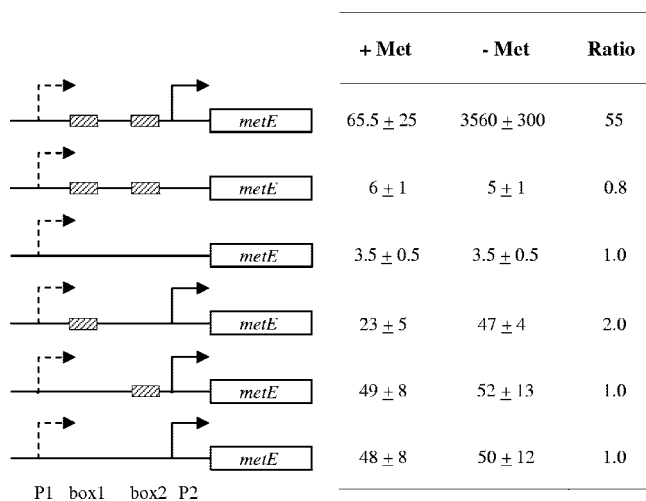 + Met - Met Ratio
metE 65.5 ± 25 3560 ± 300 55
metE 6 ± 1 5 ± 1 0.8
metE 3.5 ± 0.5 3.5 ± 0.5 1.0
metE 23 ± 5 47 ± 4 2.0
metE 49 ± 8 52 ± 13 1.0
metE 48 ± 8 50 ± 12 1.0
P1 box1 box2 P2